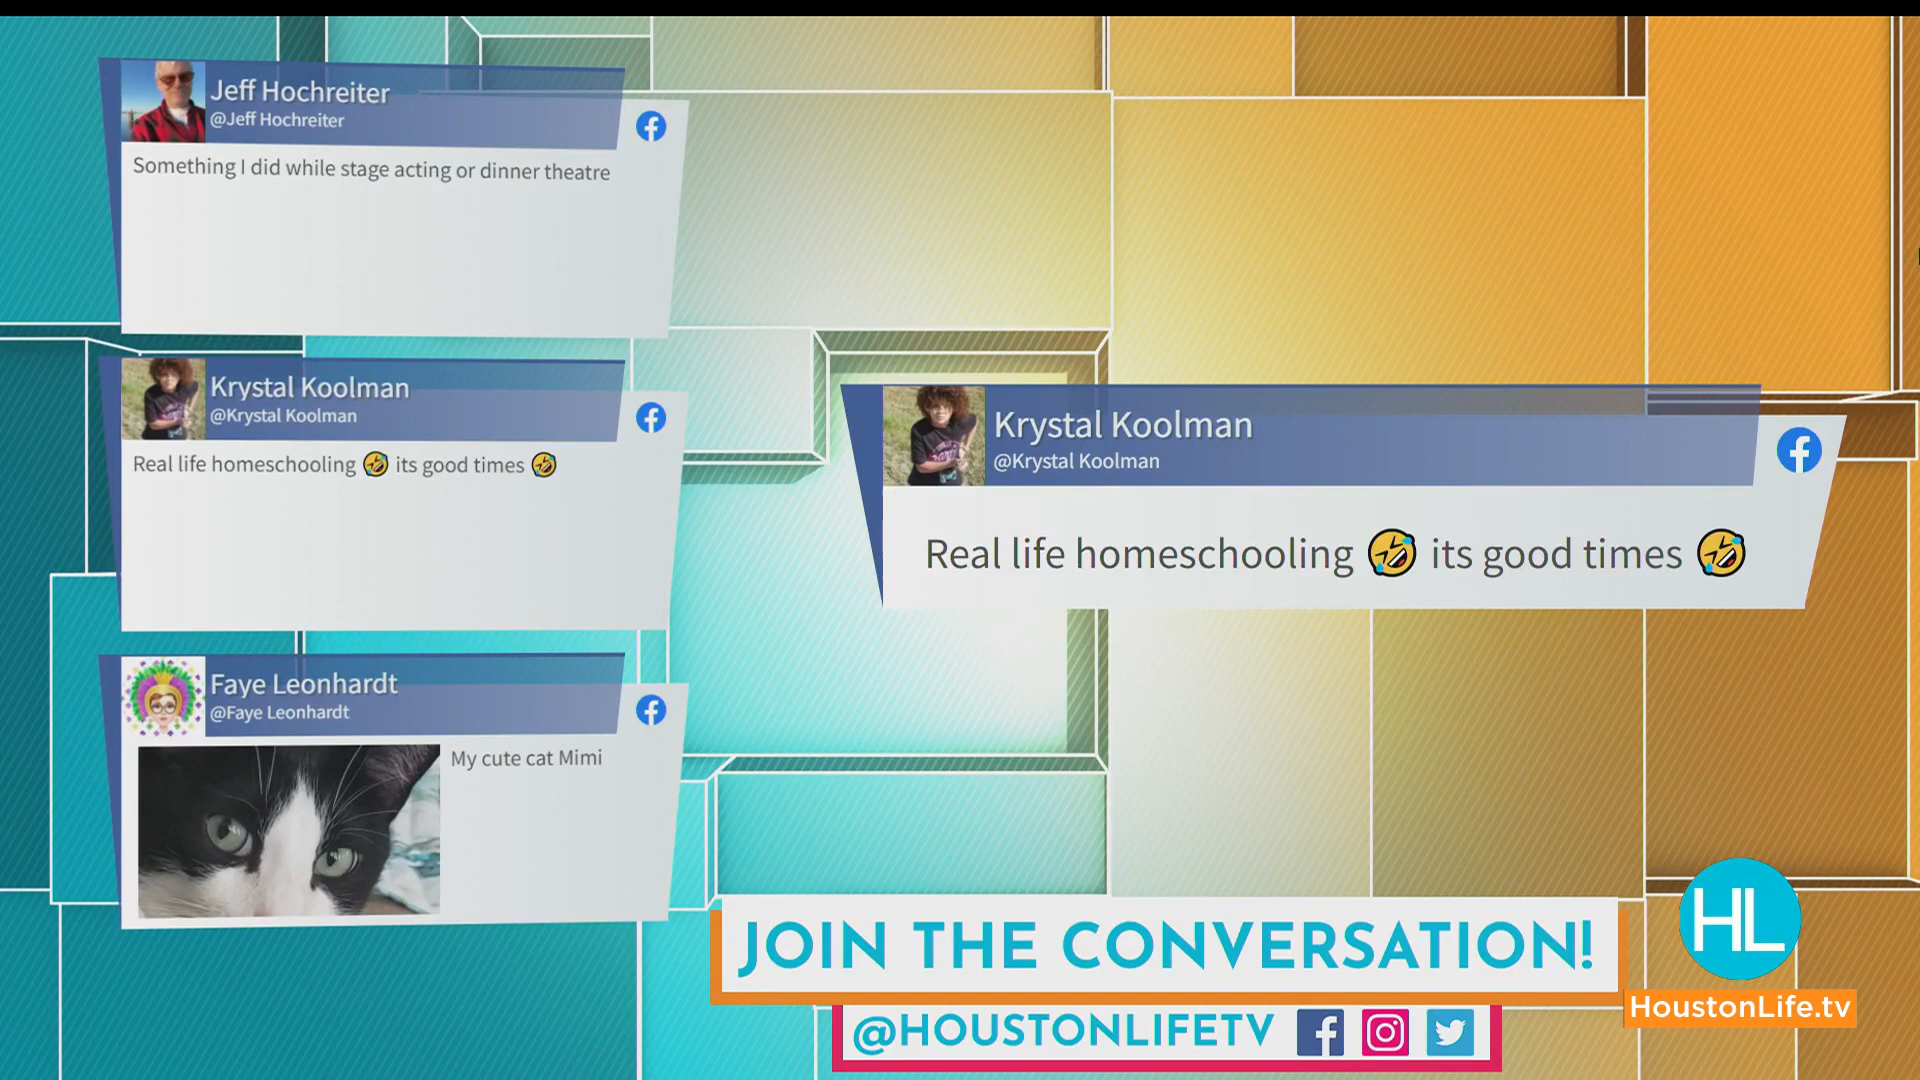 Jeff Hochreiter
@Jeff Hochreiter
Something I did while stage acting or dinner theatre
Krystal Koolman
@Krystal Koolman
Real life homeschooling 🤣 its good times 🤣
Faye Leonhardt
@Faye Leonhardt
My cute cat Mimi
Krystal Koolman
@Krystal Koolman
Real life homeschooling 🤣 its good times 🤣
JOIN THE CONVERSATION!
@HOUSTONLIFETV
HL
HoustonLife.tv